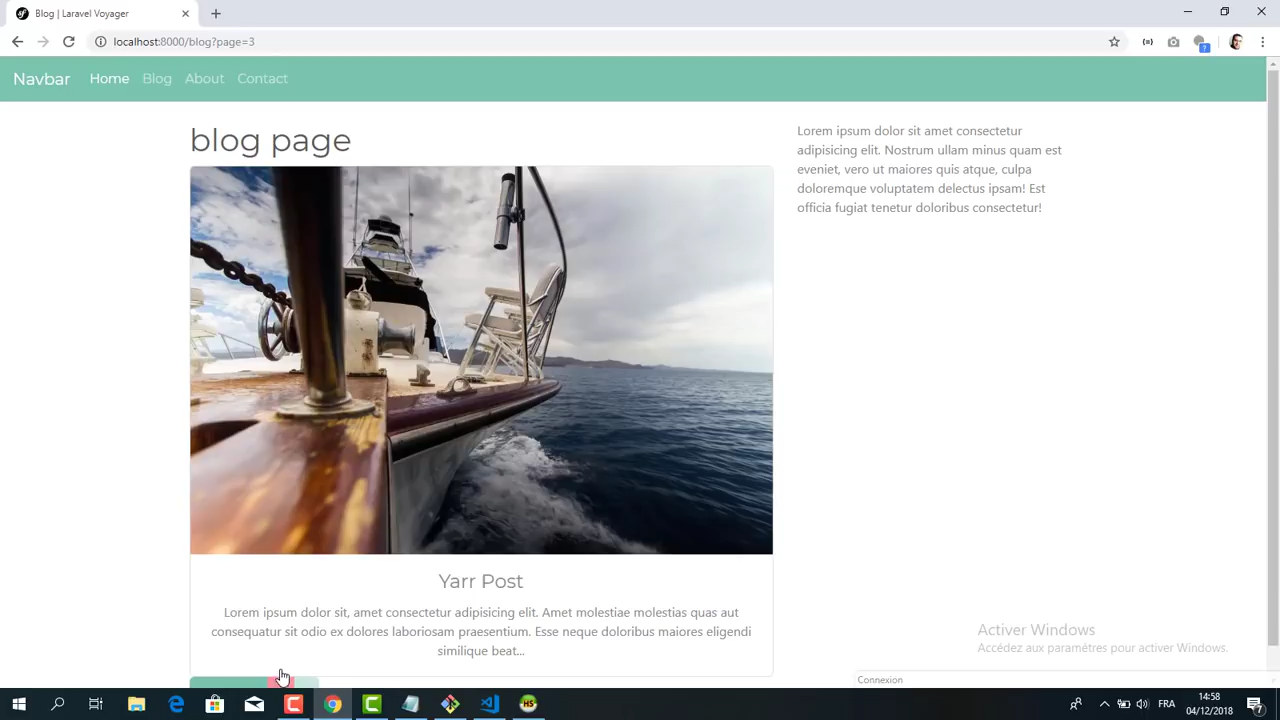 Blog | Laravel Voyager
localhost:8000/blog?page=3
Navbar Home Blog About Contact
blog page
Lorem ipsum dolor sit amet consectetur
adipisicing elit. Nostrum ullam minus quam est
eveniet, vero ut maiores quis atque, culpa
doloremque voluptatem delectus ipsam! Est
officia fugiat tenetur doloribus consectetur!
Yarr Post
Lorem ipsum dolor sit, amet consectetur adipisicing elit. Amet molestiae molestias quas aut
consequatur sit odio ex dolores laboriosam praesentium. Esse neque doloribus maiores eligendi
similique beat...
Activer Windows
Accédez aux paramètres pour activer Windows.
Connexion
FRA
14:58
04/12/2018